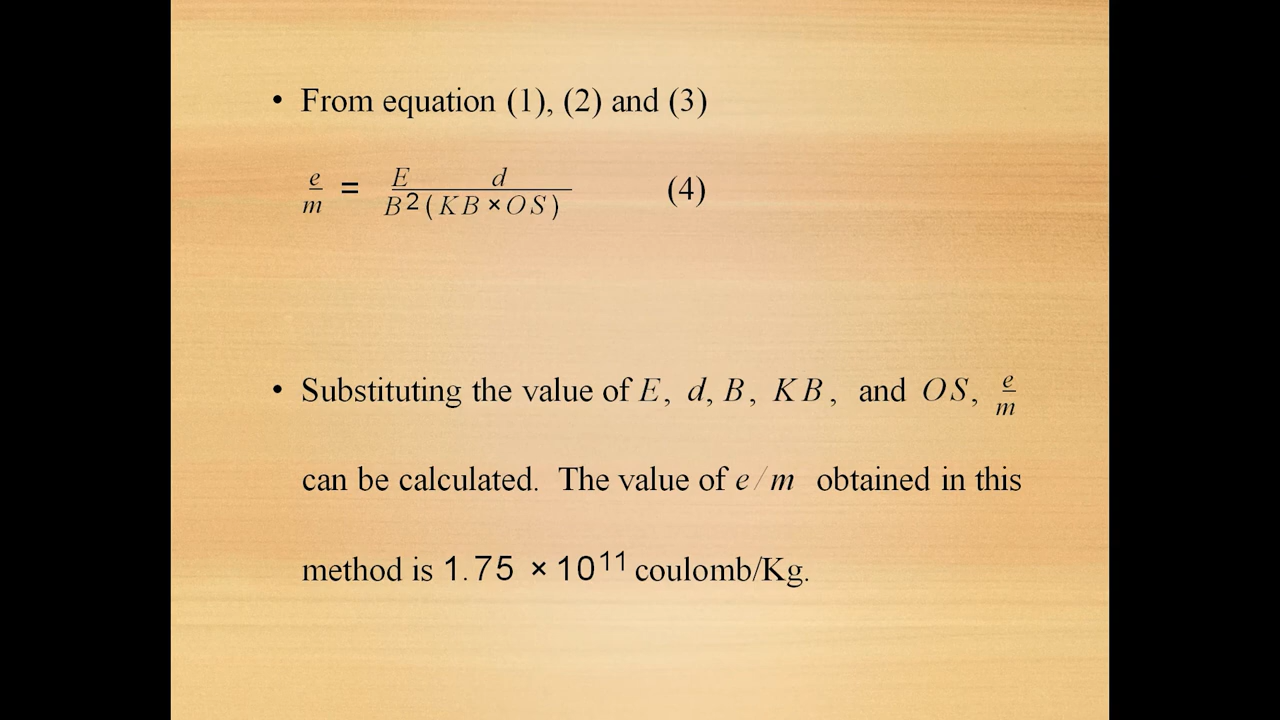 • From equation (1), (2) and (3)
e/m = E d / B²(KB × OS) (4)
• Substituting the value of E, d, B, KB, and OS, e/m
can be calculated. The value of e/m obtained in this
method is 1.75 × 10¹¹ coulomb/Kg.